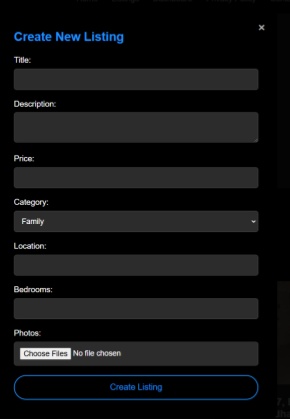 ×
Create New Listing
Title:
Description:
Price:
Category:
Family
Location:
Bedrooms:
Photos:
Choose Files No file chosen
Create Listing